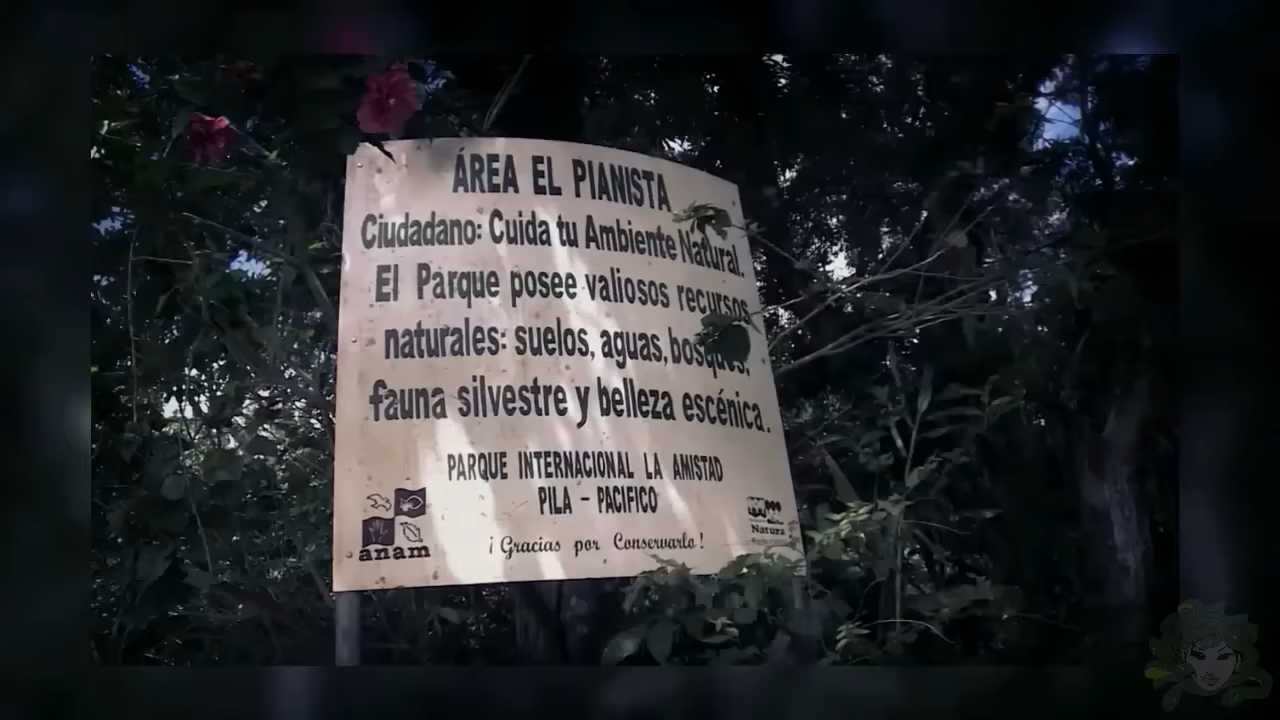 ÁREA EL PIANISTA
Ciudadano: Cuida tu Ambiente Natural.
El Parque posee valiosos recursos
naturales: suelos, aguas, bosques,
fauna silvestre y belleza escénica.
PARQUE INTERNACIONAL LA AMISTAD
PILA - PACIFICO
¡Gracias por Conservarlo!
anam
Natura